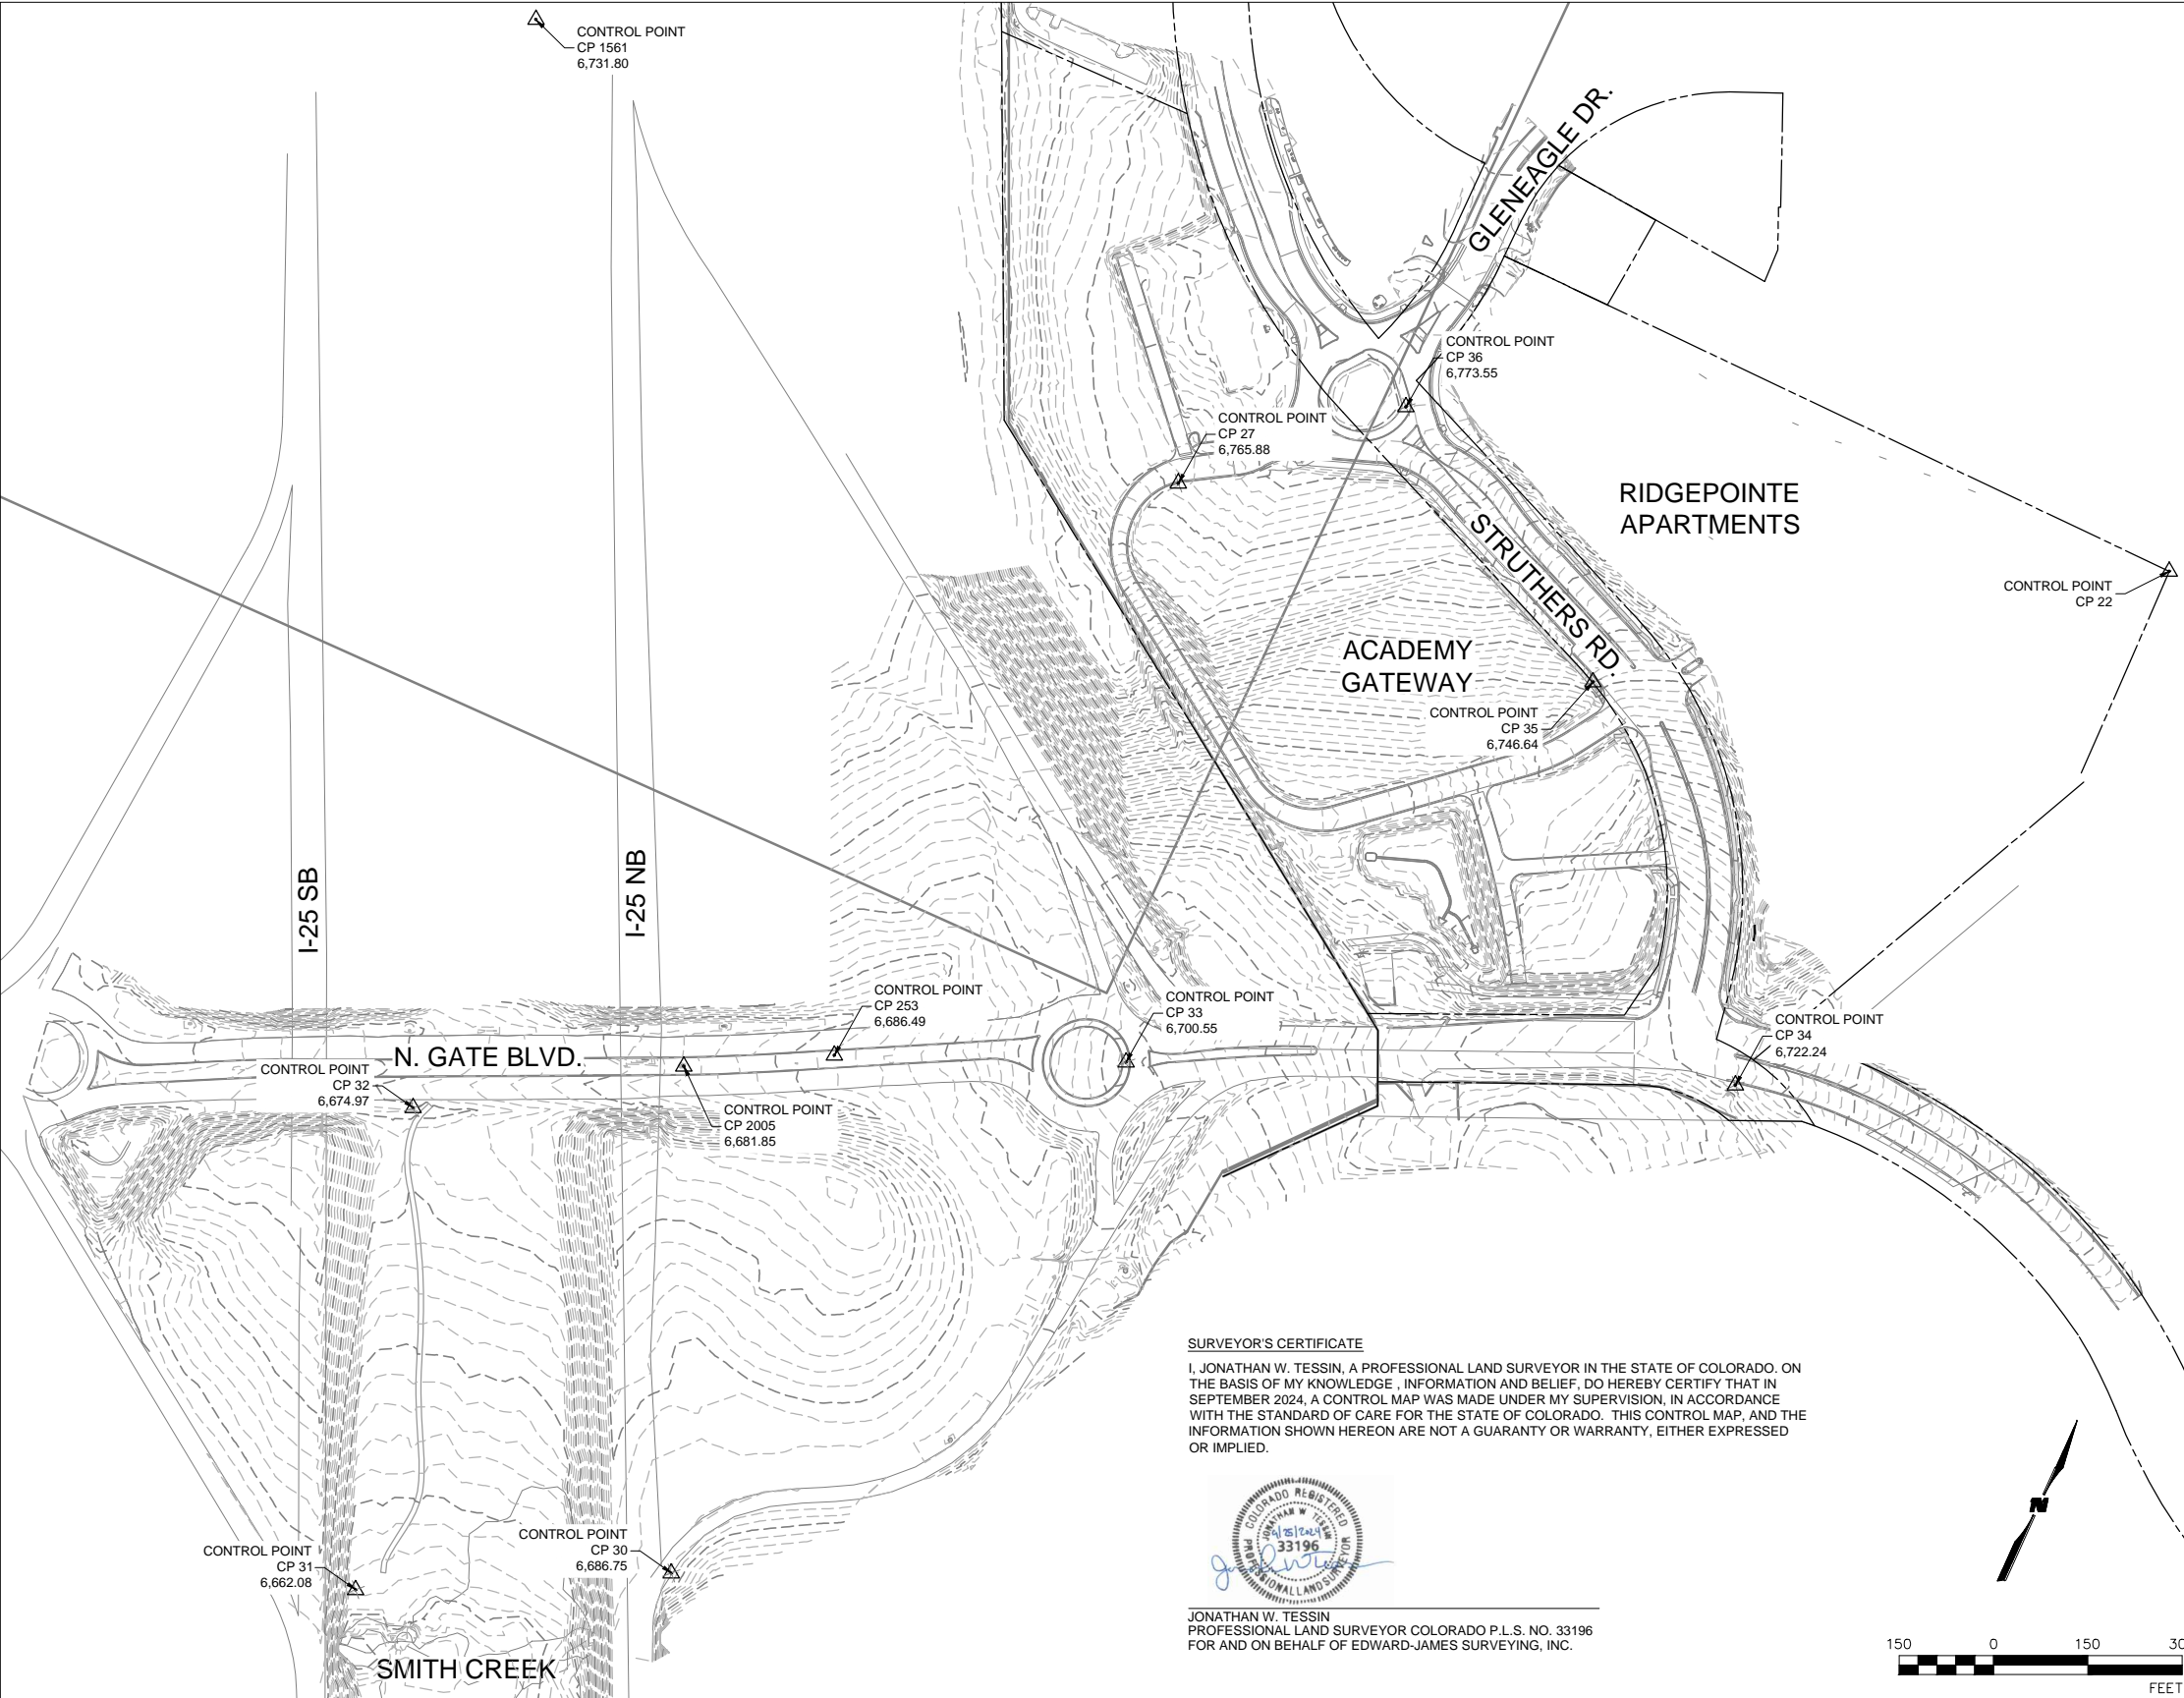 CONTROL POINT
CP 1561
6,731.80
GLENEAGLE DR.
CONTROL POINT
CP 36
6,773.55
CONTROL POINT
CP 27
6,765.88
RIDGEPOINTE
APARTMENTS
STRUTHERS RD.
CONTROL POINT
CP 22
ACADEMY
GATEWAY
CONTROL POINT
CP 35
6,746.64
I-25 SB
I-25 NB
CONTROL POINT
CP 253
6,686.49
CONTROL POINT
CP 33
6,700.55
CONTROL POINT
CP 34
6,722.24
N. GATE BLVD.
CONTROL POINT
CP 32
6,674.97
CONTROL POINT
CP 2005
6,681.85
SURVEYOR'S CERTIFICATE
I, JONATHAN W. TESSIN, A PROFESSIONAL LAND SURVEYOR IN THE STATE OF COLORADO. ON
THE BASIS OF MY KNOWLEDGE , INFORMATION AND BELIEF, DO HEREBY CERTIFY THAT IN
SEPTEMBER 2024, A CONTROL MAP WAS MADE UNDER MY SUPERVISION, IN ACCORDANCE
WITH THE STANDARD OF CARE FOR THE STATE OF COLORADO. THIS CONTROL MAP, AND THE
INFORMATION SHOWN HEREON ARE NOT A GUARANTY OR WARRANTY, EITHER EXPRESSED
OR IMPLIED.
COLORADO REGISTERED
JONATHAN W TESSIN
9/25/2024
33196
PROFESSIONAL LAND SURVEYOR
CONTROL POINT
CP 31
6,662.08
CONTROL POINT
CP 30
6,686.75
JONATHAN W. TESSIN
PROFESSIONAL LAND SURVEYOR COLORADO P.L.S. NO. 33196
FOR AND ON BEHALF OF EDWARD-JAMES SURVEYING, INC.
SMITH CREEK
N
150 0 150 30
FEET